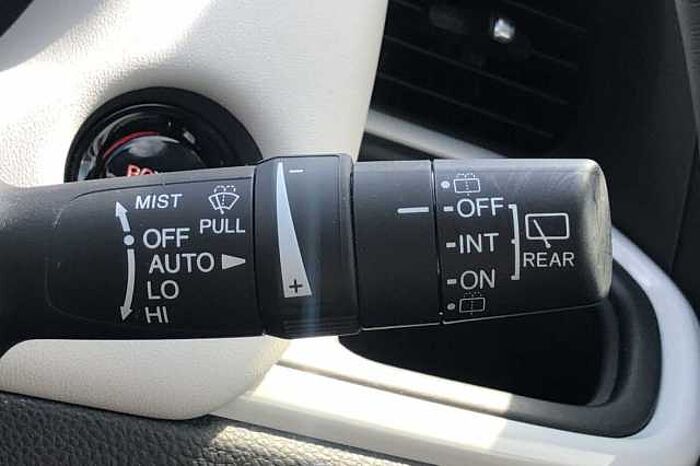 MIST
PULL
OFF
AUTO
LO
HI
-
+
OFF
INT
ON
REAR